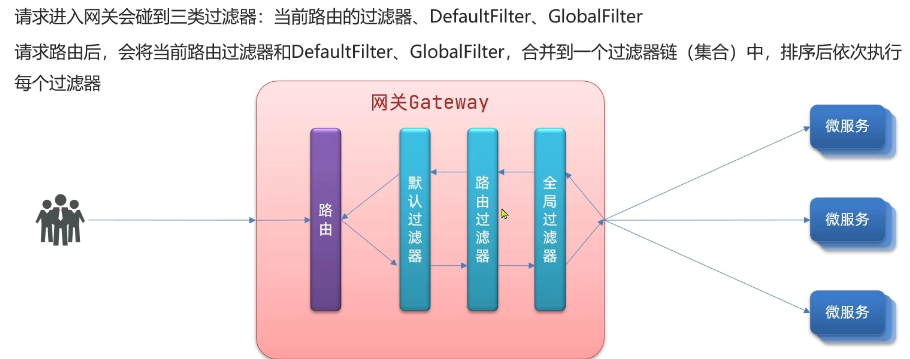 请求进入网关会碰到三类过滤器：当前路由的过滤器、DefaultFilter、GlobalFilter
请求路由后，会将当前路由过滤器和DefaultFilter、GlobalFilter，合并到一个过滤器链（集合）中，排序后依次执行
每个过滤器
网关Gateway
路由
默认过滤器
路由过滤器
全局过滤器
微服务
微服务
微服务